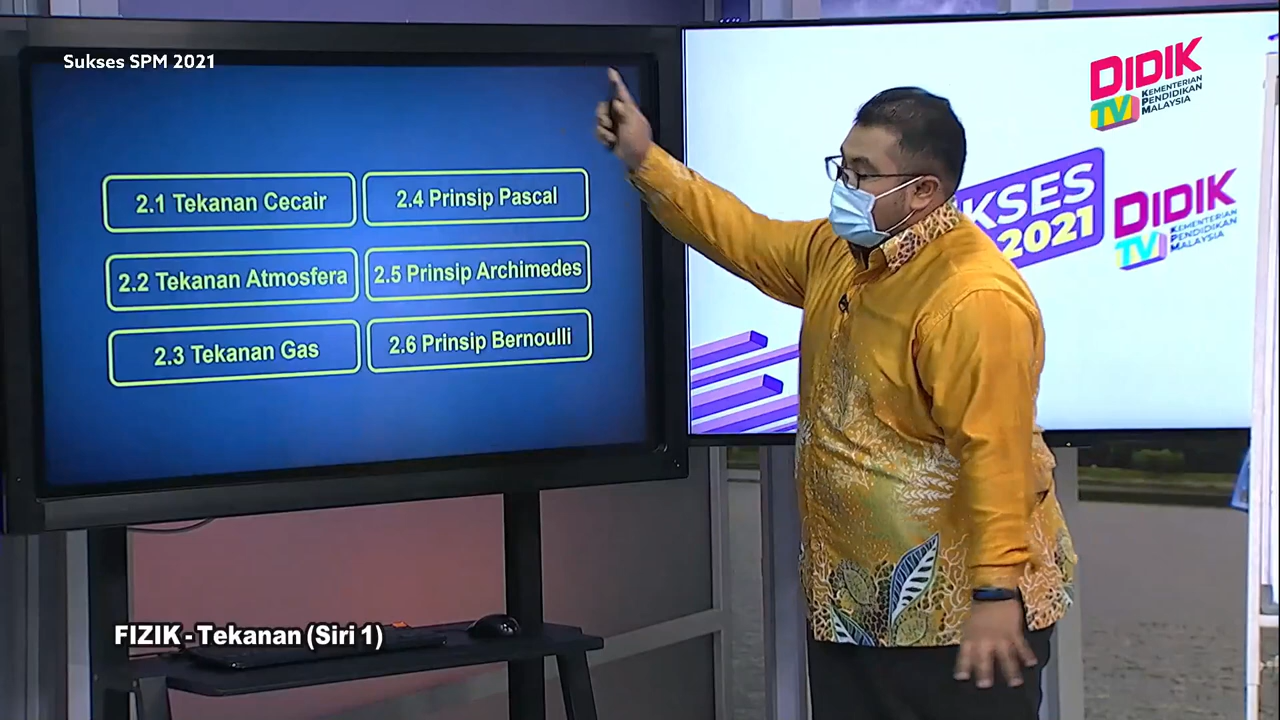 Sukses SPM 2021
2.1 Tekanan Cecair
2.4 Prinsip Pascal
2.2 Tekanan Atmosfera
2.5 Prinsip Archimedes
2.3 Tekanan Gas
2.6 Prinsip Bernoulli
DIDIK
TV
KEMENTERIAN
PENDIDIKAN
MALAYSIA
KSES
2021
DIDIK
TV
KEMENTERIAN
PENDIDIKAN
MALAYSIA
FIZIK - Tekanan (Siri 1)